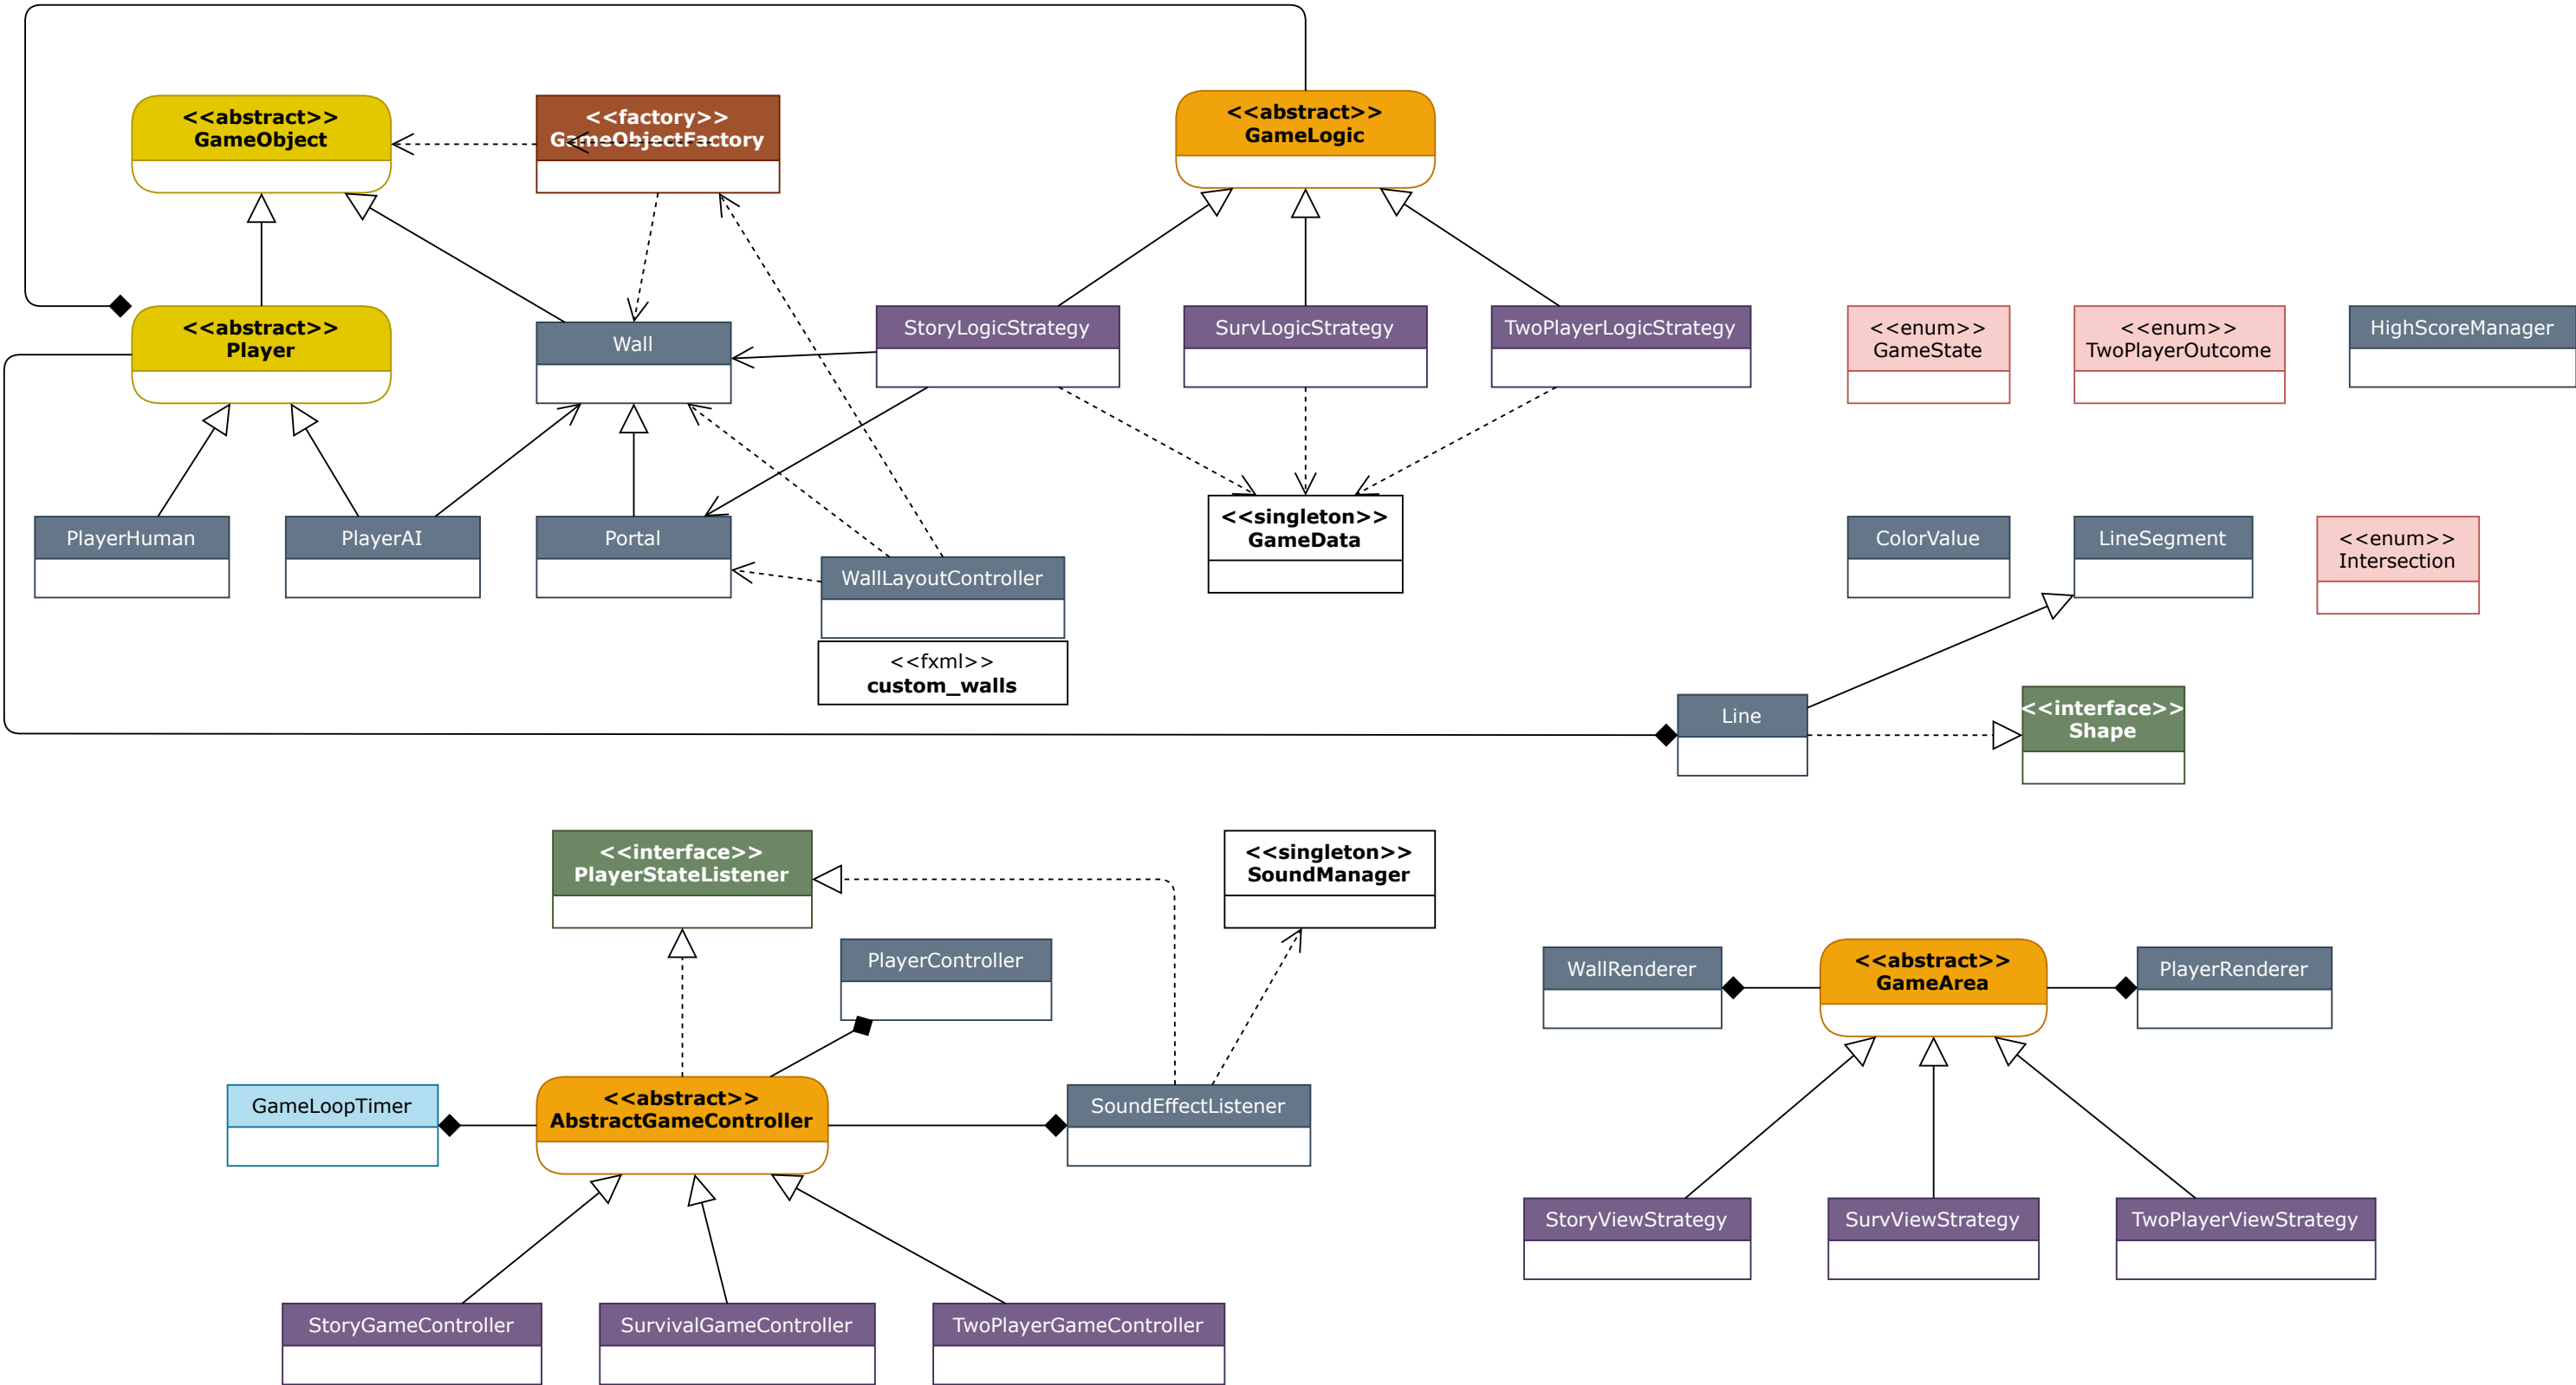 <<abstract>>
GameObject
<<factory>>
GameObjectFactory
<<abstract>>
GameLogic
<<abstract>>
Player
Wall
StoryLogicStrategy
SurvLogicStrategy
TwoPlayerLogicStrategy
<<enum>>
GameState
<<enum>>
TwoPlayerOutcome
HighScoreManager
PlayerHuman
PlayerAI
Portal
WallLayoutController
<<fxml>>
custom_walls
<<singleton>>
GameData
ColorValue
LineSegment
<<enum>>
Intersection
Line
<<interface>>
Shape
<<interface>>
PlayerStateListener
<<singleton>>
SoundManager
PlayerController
WallRenderer
<<abstract>>
GameArea
PlayerRenderer
GameLoopTimer
<<abstract>>
AbstractGameController
SoundEffectListener
StoryViewStrategy
SurvViewStrategy
TwoPlayerViewStrategy
StoryGameController
SurvivalGameController
TwoPlayerGameController